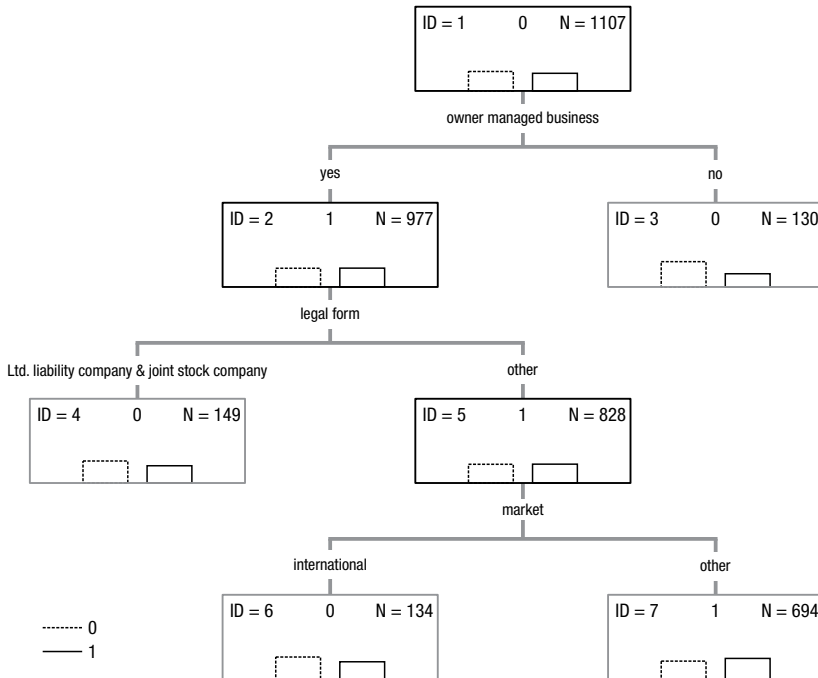 ID = 1 0 N = 1107
owner managed business
yes no
ID = 2 1 N = 977 ID = 3 0 N = 130
legal form
Ltd. liability company & joint stock company other
ID = 4 0 N = 149 ID = 5 1 N = 828
market
international other
ID = 6 0 N = 134 ID = 7 1 N = 694
0
1